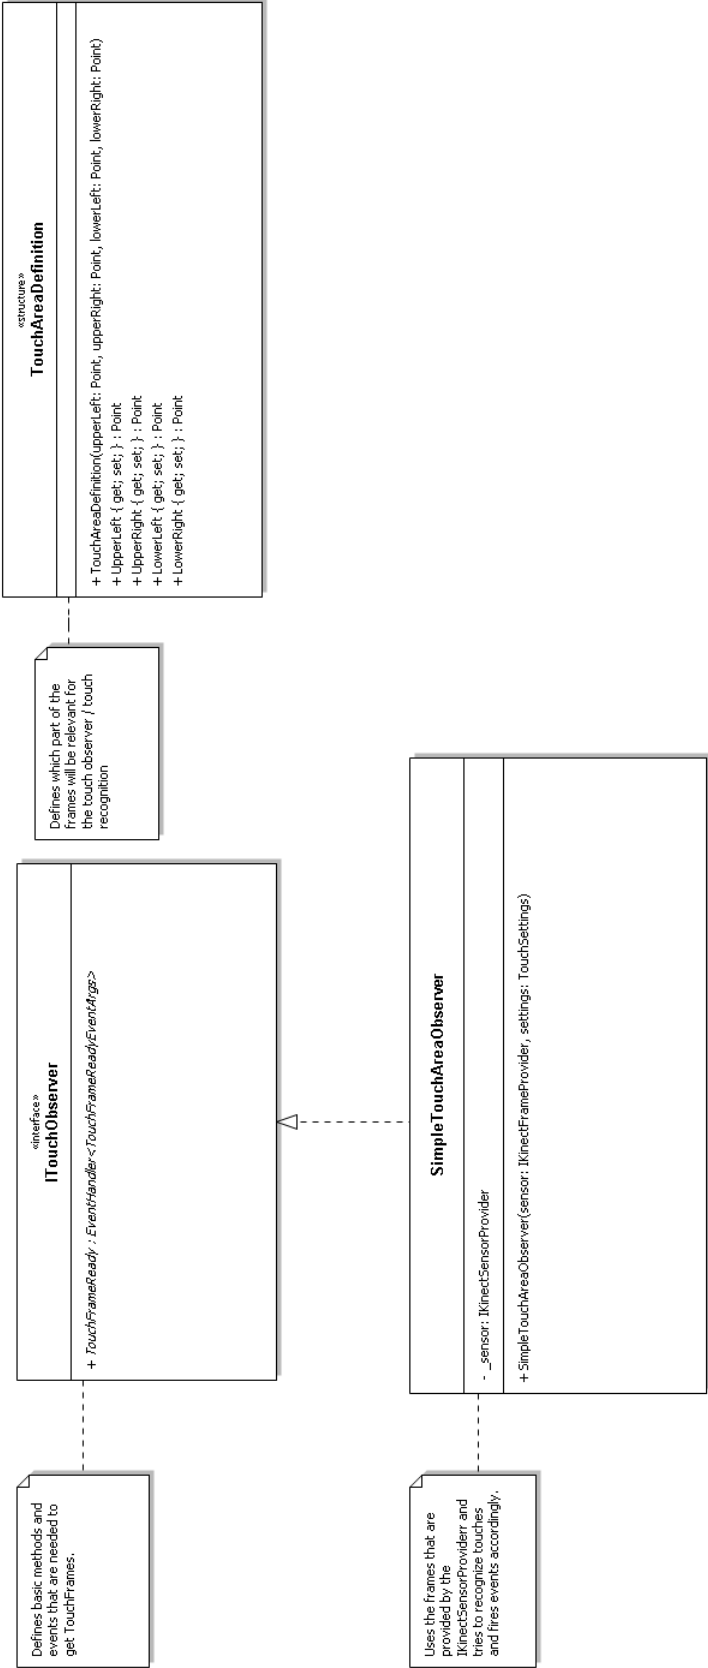 Defines basic methods and
events that are needed to
get TouchFrames.
«interface»
ITouchObserver
+ TouchFrameReady : EventHandler<TouchFrameReadyEventArgs>
Defines which part of the
frames will be relevant for
the touch observer / touch
recognition
«structure»
TouchAreaDefinition
+ TouchAreaDefinition(upperLeft: Point, upperRight: Point, lowerLeft: Point, lowerRight: Point)
+ UpperLeft { get; set; } : Point
+ UpperRight { get; set; } : Point
+ LowerLeft { get; set; } : Point
+ LowerRight { get; set; } : Point
Uses the frames that are
provided by the
IKinectSensorProviderr and
tries to recognize touches
and fires events accordingly.
SimpleTouchAreaObserver
- _sensor: IKinectSensorProvider
+ SimpleTouchAreaObserver(sensor: IKinectFrameProvider, settings: TouchSettings)